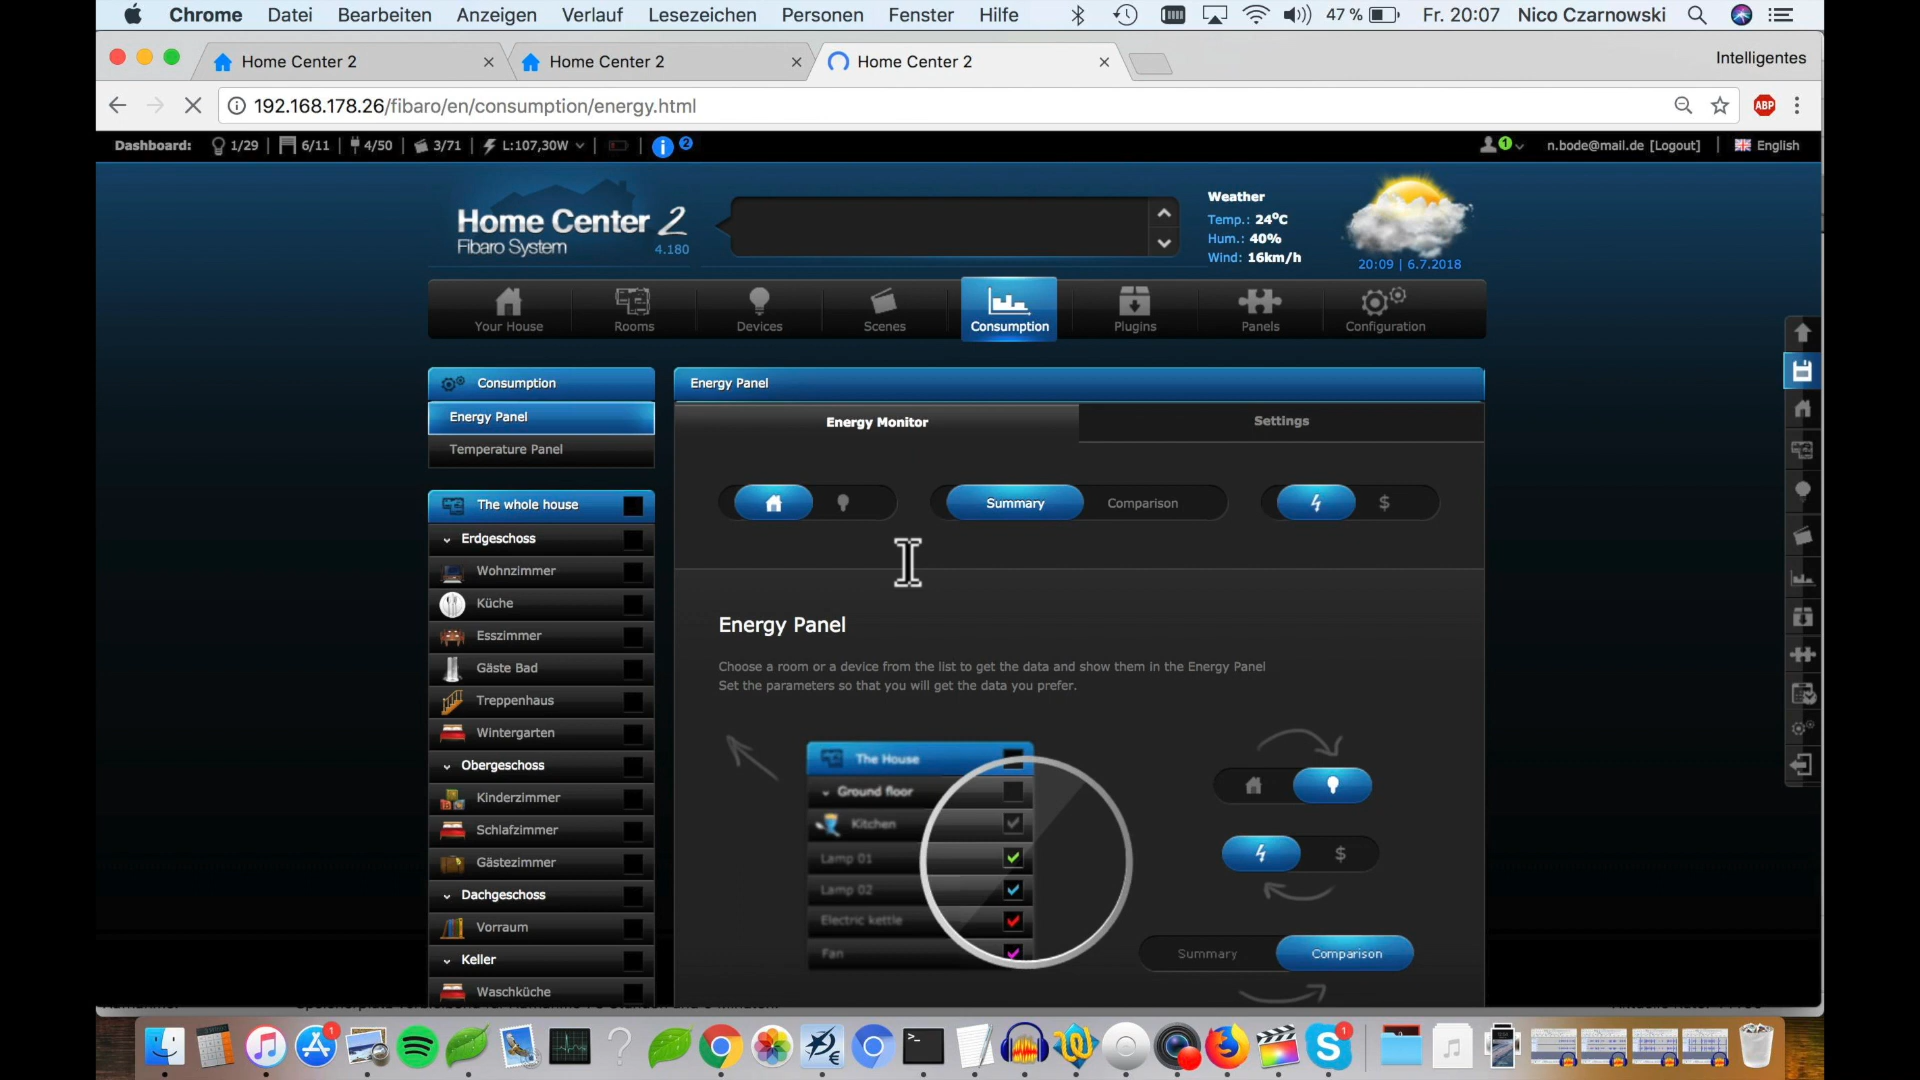 Chrome Datei Bearbeiten Anzeigen Verlauf Lesezeichen Personen Fenster Hilfe 47 % Fr. 20:07 Nico Czarnowski
Home Center 2 Home Center 2 Home Center 2 Intelligentes
192.168.178.26/fibaro/en/consumption/energy.html ABP
Dashboard: 1/29 | 6/11 | 4/50 | 3/71 | L:107,30W | 2 1 n.bode@mail.de [Logout] | English
Home Center 2
Fibaro System 4.180
Weather
Temp.: 24°C
Hum.: 40%
Wind: 16km/h
20:09 | 6.7.2018
Your House Rooms Devices Scenes Consumption Plugins Panels Configuration
Consumption
Energy Panel
Temperature Panel
The whole house
Erdgeschoss
Wohnzimmer
Küche
Esszimmer
Gäste Bad
Treppenhaus
Wintergarten
Obergeschoss
Kinderzimmer
Schlafzimmer
Gästezimmer
Dachgeschoss
Vorraum
Keller
Waschküche
Energy Panel
Energy Monitor Settings
Summary Comparison $
Energy Panel
Choose a room or a device from the list to get the data and show them in the Energy Panel
Set the parameters so that you will get the data you prefer.
The House
Ground floor
Kitchen
Lamp 01
Lamp 02
Electric kettle
Fan
$
Summary Comparison
1 1